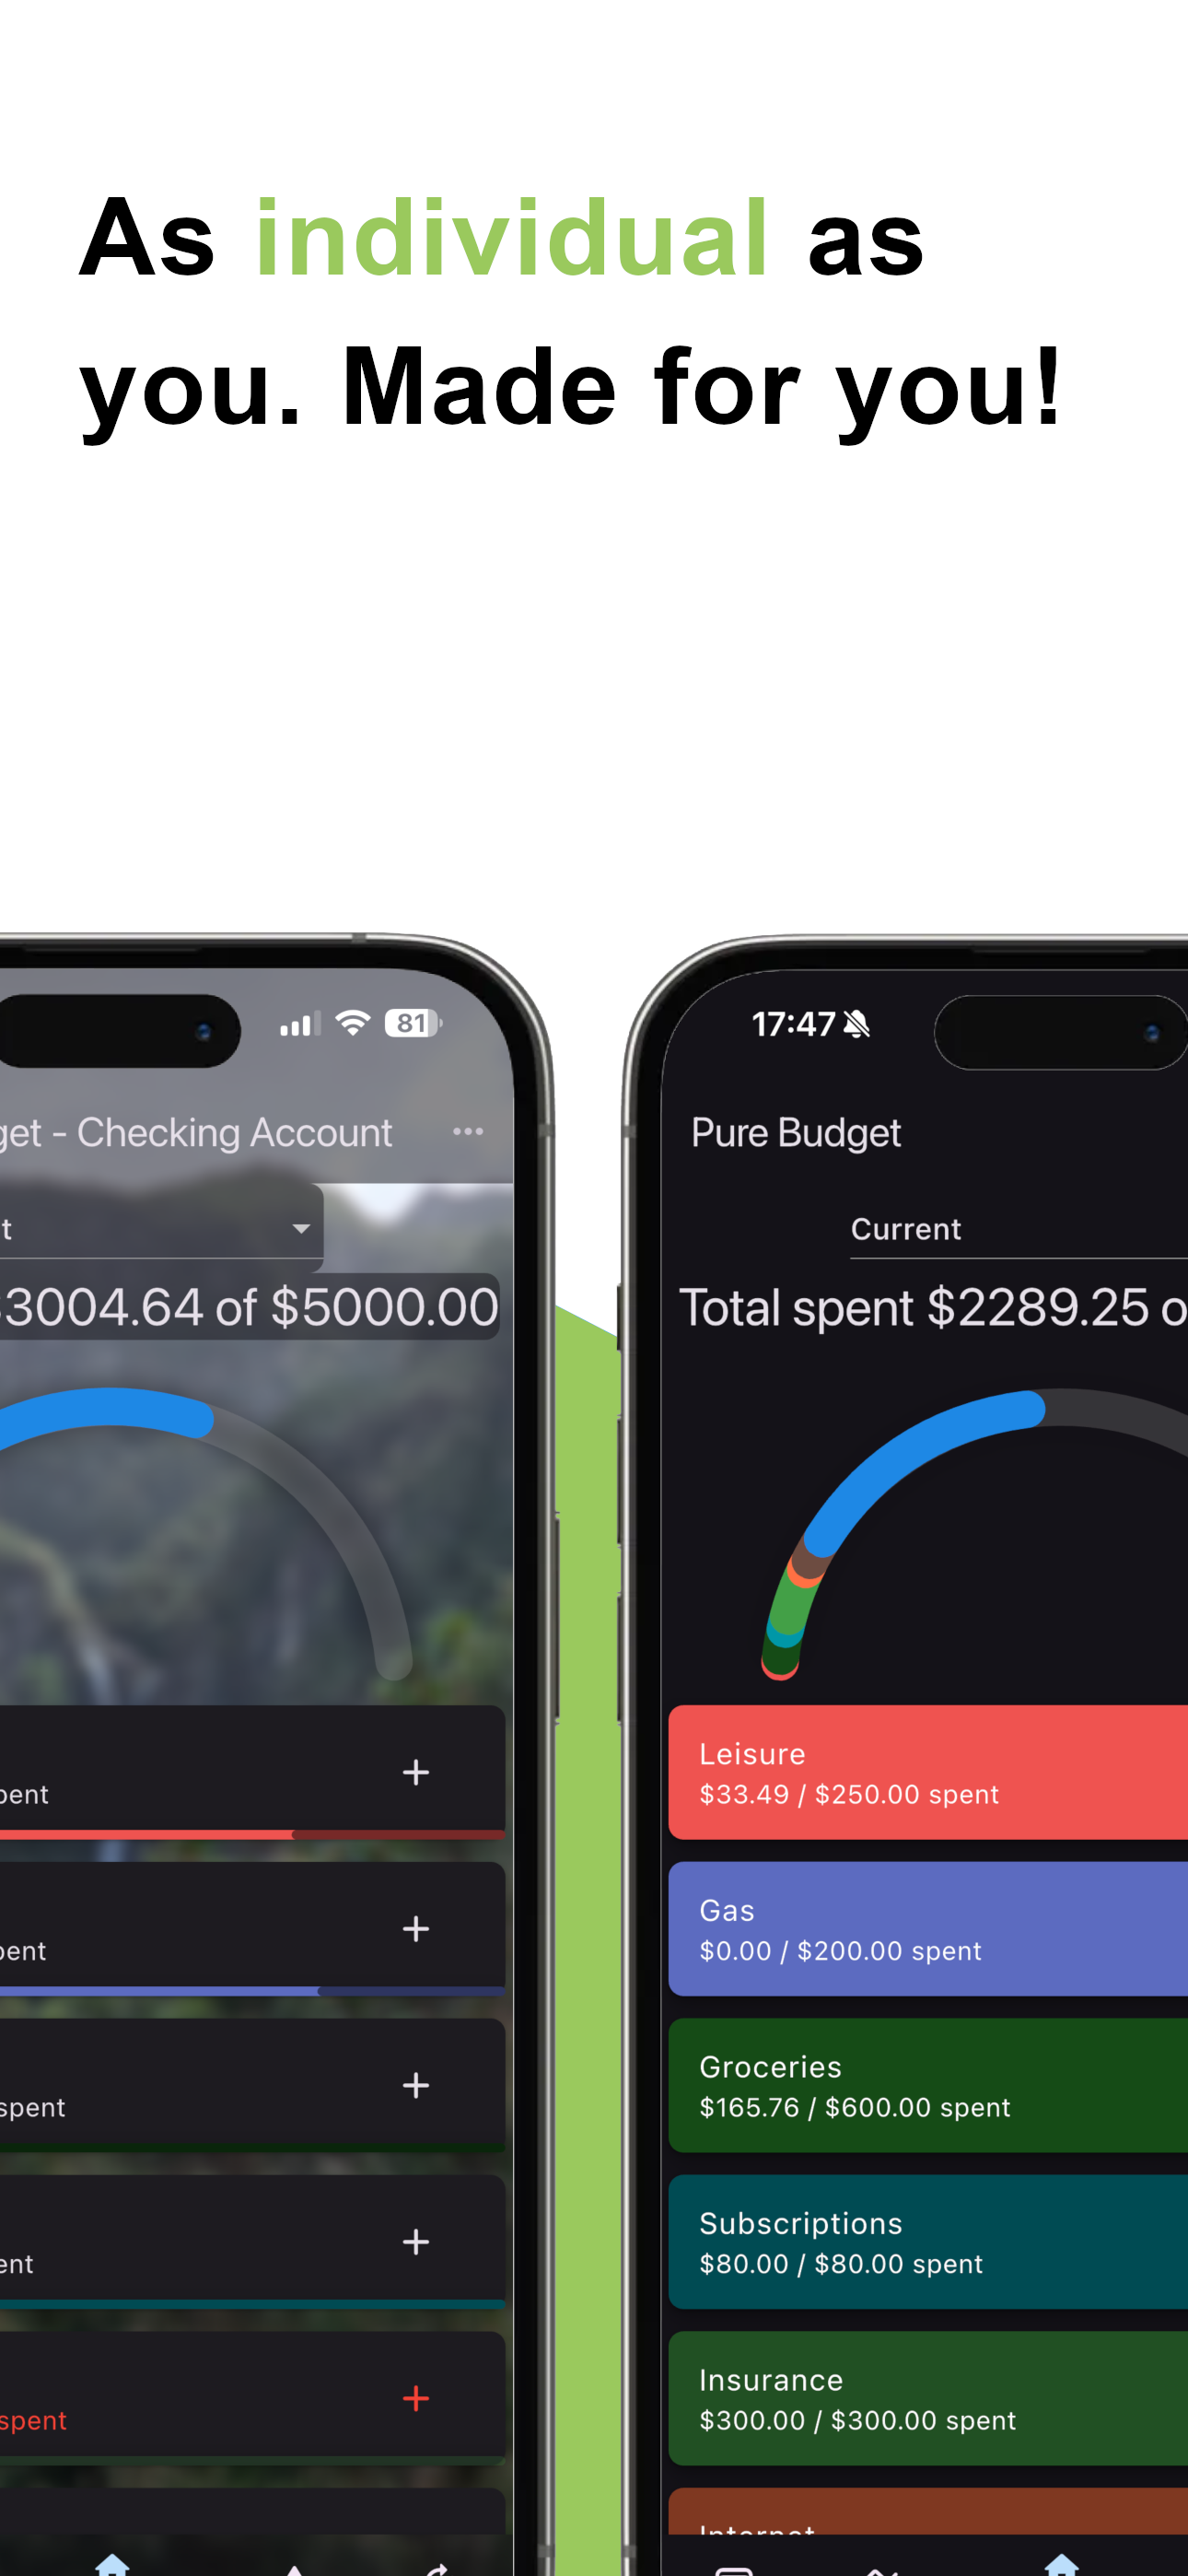 As individual as
you. Made for you!
81
get - Checking Account
t
3004.64 of $5000.00
pent
pent
spent
ent
spent
17:47
Pure Budget
Current
Total spent $2289.25 o
Leisure
$33.49 / $250.00 spent
Gas
$0.00 / $200.00 spent
Groceries
$165.76 / $600.00 spent
Subscriptions
$80.00 / $80.00 spent
Insurance
$300.00 / $300.00 spent
Internet